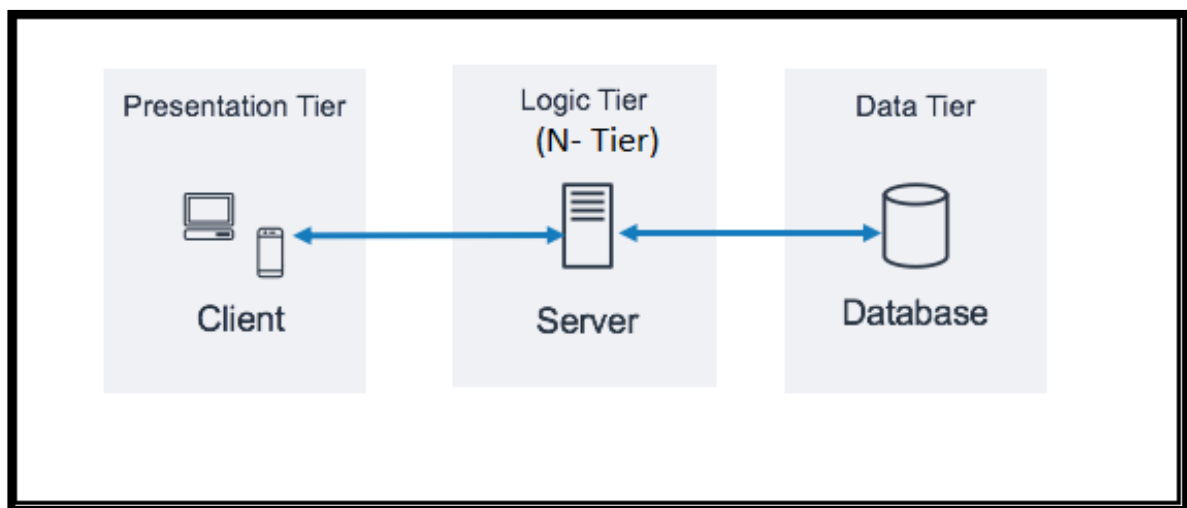 Presentation Tier
Client
Logic Tier
(N- Tier)
Server
Data Tier
Database